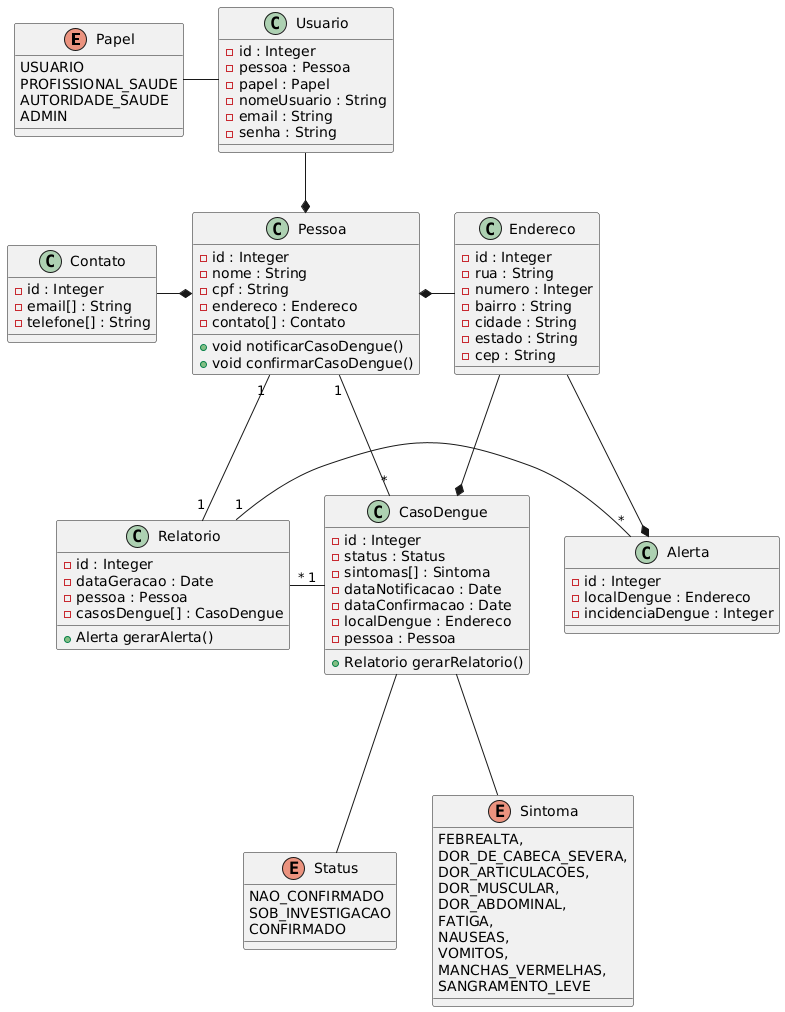 E Papel
USUARIO
PROFISSIONAL_SAUDE
AUTORIDADE_SAUDE
ADMIN
C Usuario
id : Integer
pessoa : Pessoa
papel : Papel
nomeUsuario : String
email : String
senha : String
C Contato
id : Integer
email[] : String
telefone[] : String
C Pessoa
id : Integer
nome : String
cpf : String
endereco : Endereco
contato[] : Contato
void notificarCasoDengue()
void confirmarCasoDengue()
C Endereco
id : Integer
rua : String
numero : Integer
bairro : String
cidade : String
estado : String
cep : String
1
1
*
1
1
*
C Relatorio
id : Integer
dataGeracao : Date
pessoa : Pessoa
casosDengue[] : CasoDengue
Alerta gerarAlerta()
* 1
C CasoDengue
id : Integer
status : Status
sintomas[] : Sintoma
dataNotificacao : Date
dataConfirmacao : Date
localDengue : Endereco
pessoa : Pessoa
Relatorio gerarRelatorio()
C Alerta
id : Integer
localDengue : Endereco
incidenciaDengue : Integer
E Status
NAO_CONFIRMADO
SOB_INVESTIGACAO
CONFIRMADO
E Sintoma
FEBREALTA,
DOR_DE_CABECA_SEVERA,
DOR_ARTICULACOES,
DOR_MUSCULAR,
DOR_ABDOMINAL,
FATIGA,
NAUSEAS,
VOMITOS,
MANCHAS_VERMELHAS,
SANGRAMENTO_LEVE